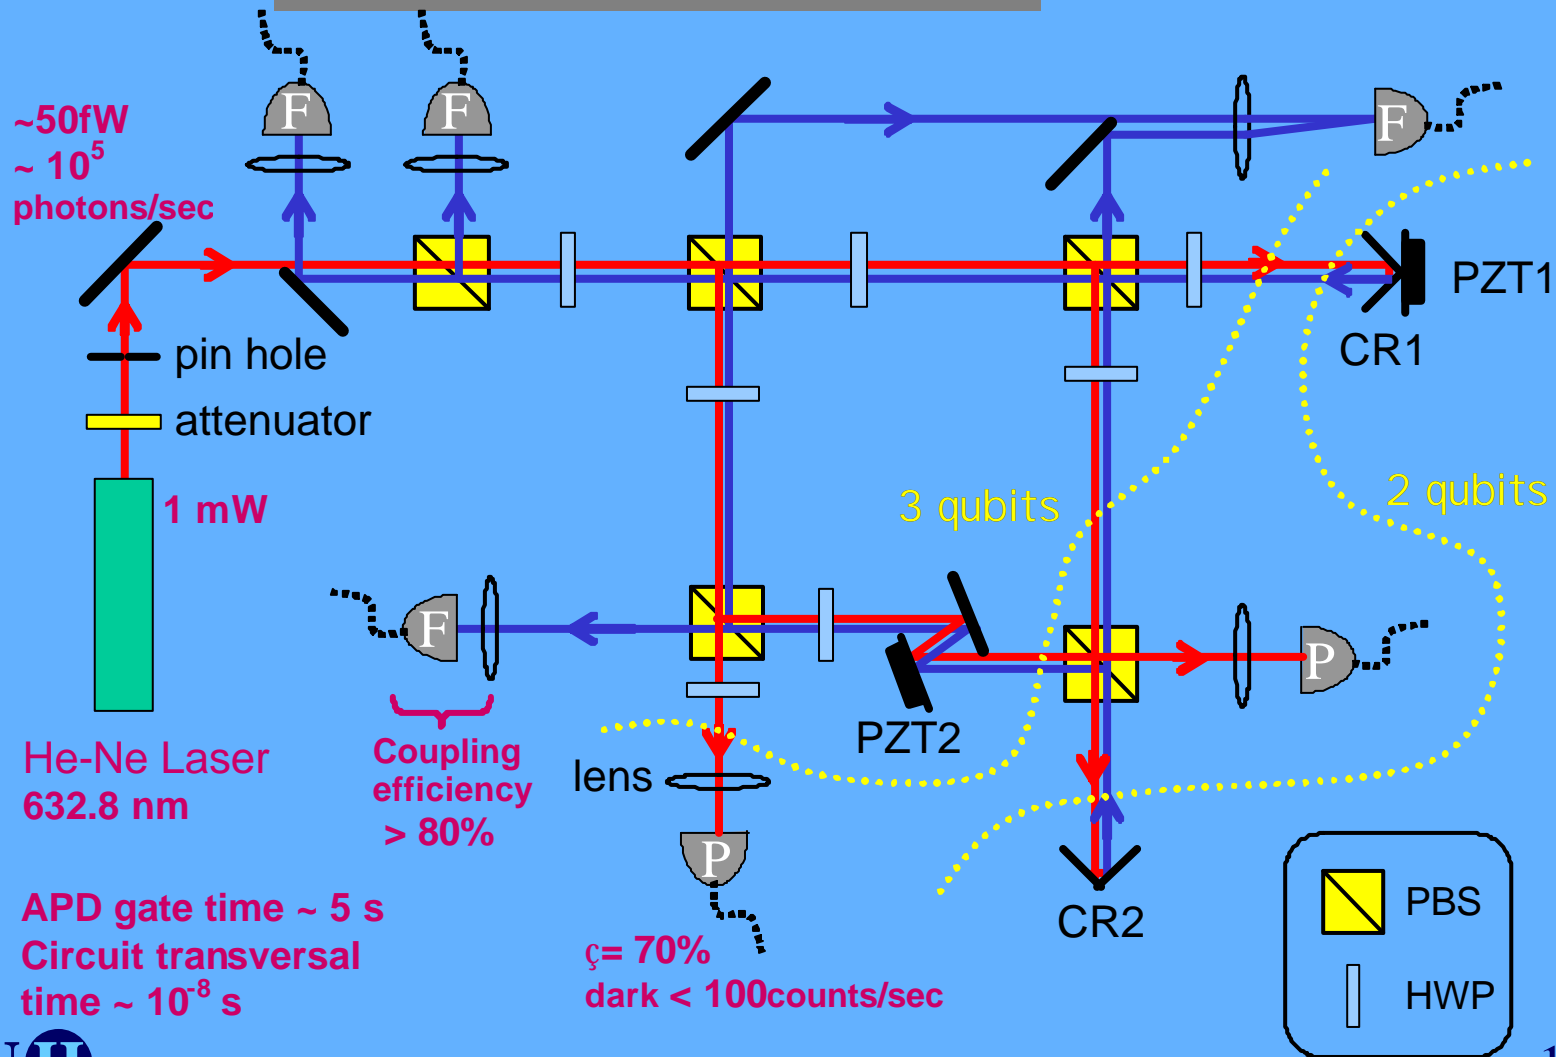 F
F
F
~50fW
~ 10⁵
photons/sec
PZT1
CR1
pin hole
attenuator
1 mW
3 qubits
2 qubits
F
P
PZT2
Coupling
efficiency
> 80%
lens
He-Ne Laser
632.8 nm
P
APD gate time ~ 5 s
Circuit transversal
time ~ 10⁻⁸ s
ç= 70%
dark < 100counts/sec
CR2
PBS
HWP